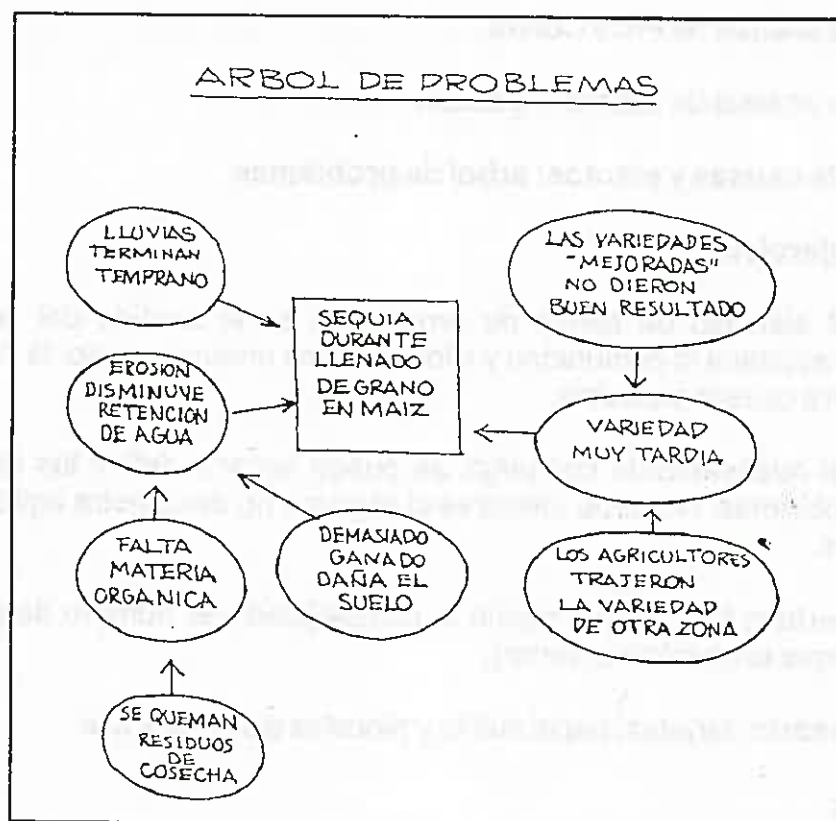 ARBOL DE PROBLEMAS
LLUVIAS
TERMINAN
TEMPRANO
LAS VARIEDADES
"MEJORADAS"
NO DIERON
BUEN RESULTADO
SEQUIA
DURANTE
LLENADO
DE GRANO
EN MAIZ
EROSION
DISMINUYE
RETENCION
DE AGUA
VARIEDAD
MUY TARDIA
FALTA
MATERIA
ORGANICA
DEMASIADO
GANADO
DAÑA EL
SUELO
LOS AGRICULTORES
TRAJERON
LA VARIEDAD
DE OTRA ZONA
SE QUEMAN
RESIDUOS
DE
COSECHA